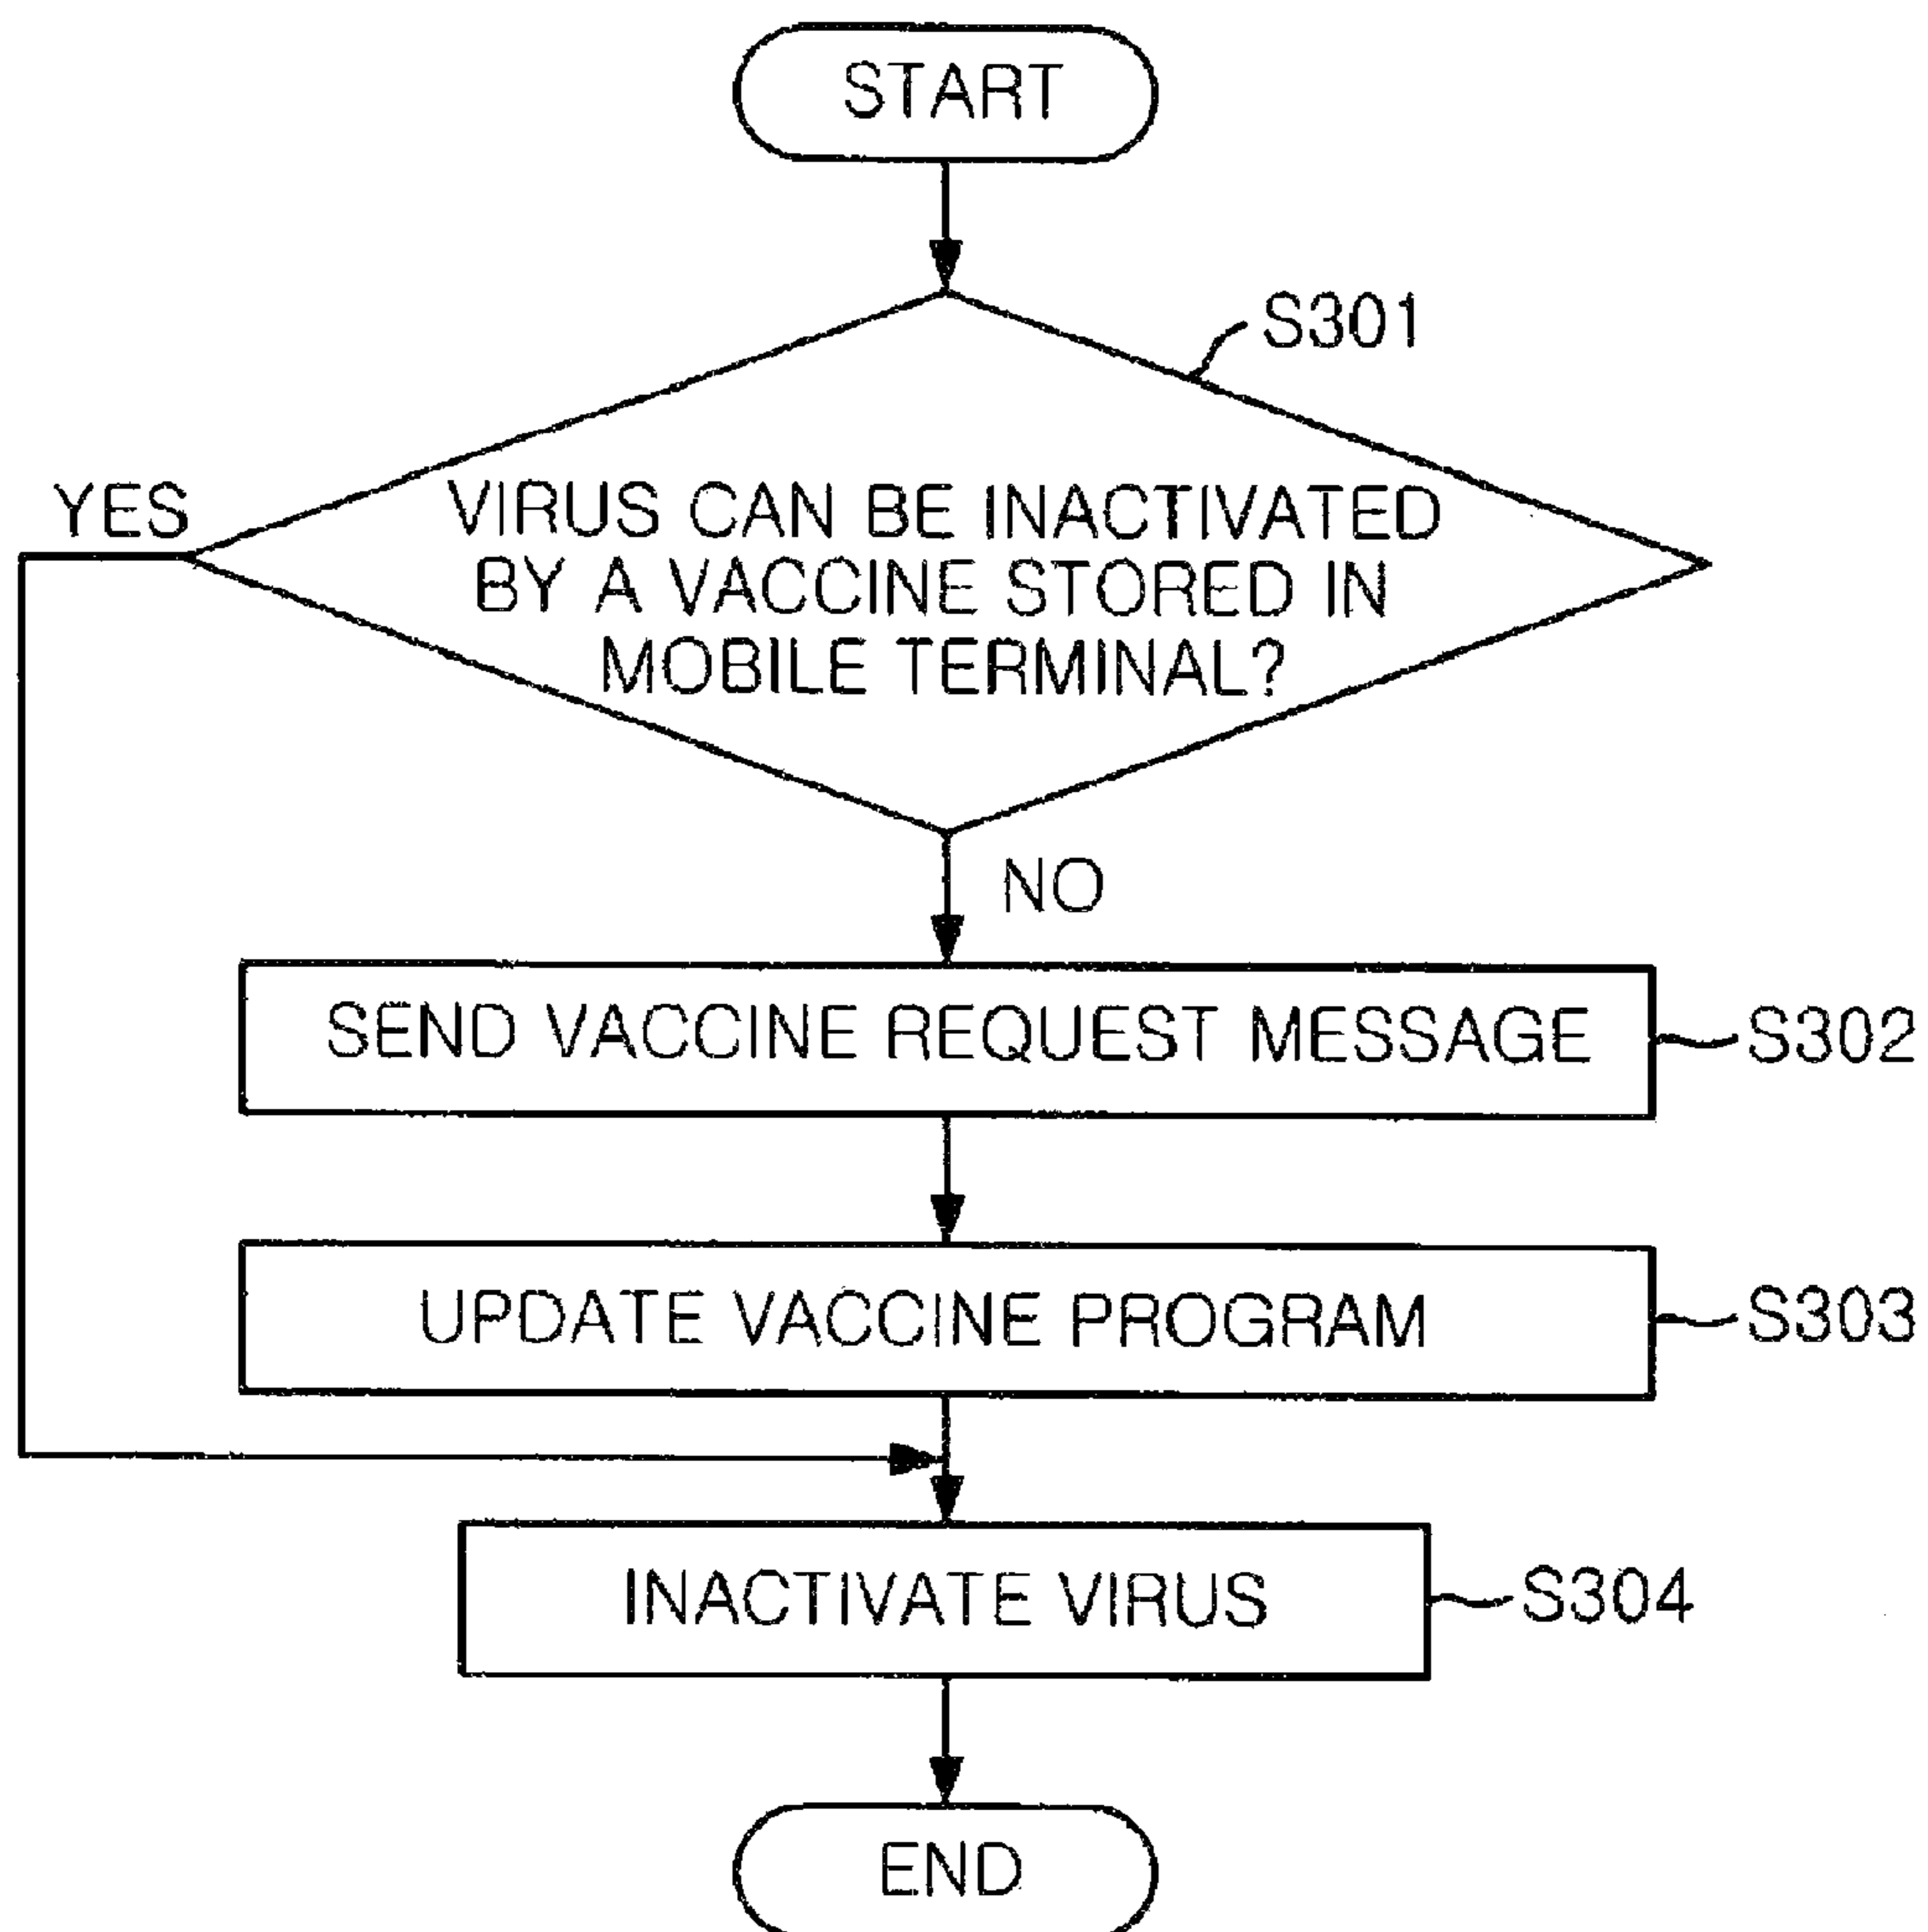 START
S301
YES
VIRUS CAN BE INACTIVATED
BY A VACCINE STORED IN
MOBILE TERMINAL?
NO
SEND VACCINE REQUEST MESSAGE
S302
UPDATE VACCINE PROGRAM
S303
INACTIVATE VIRUS
S304
END